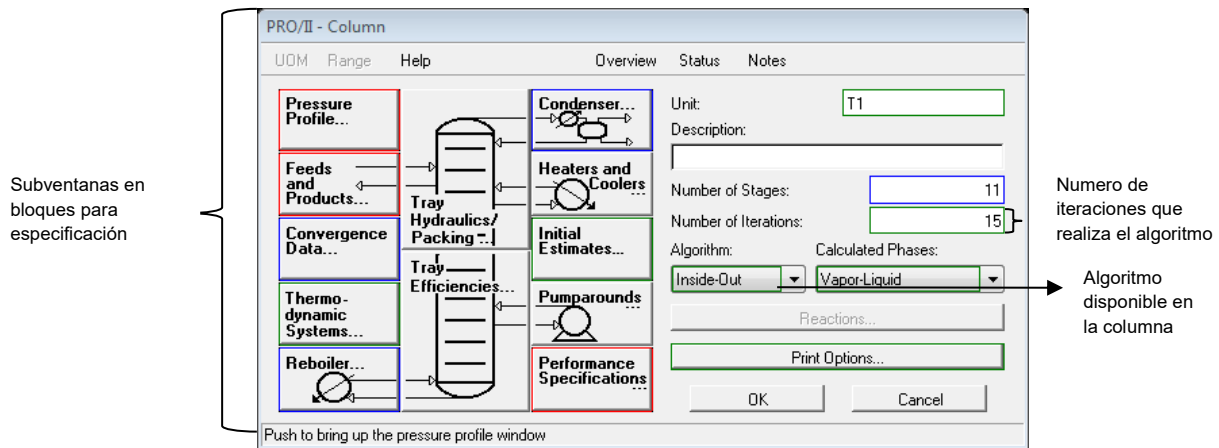 PRO/II - Column
UOM Range Help Overview Status Notes
Subventanas en
bloques para
especificación
Pressure
Profile...
Feeds
and
Products...
Convergence
Data...
Thermo-
dynamic
Systems...
Reboiler...
Tray
Hydraulics/
Packing ...
Tray
Efficiencies...
Condenser...
Heaters and
Coolers
...
Initial
Estimates...
Pumparounds
...
Performance
Specifications
...
Unit: T1
Description:
Number of Stages: 11
Number of Iterations: 15
Algorithm: Calculated Phases:
Inside-Out Vapor-Liquid
Reactions...
Print Options...
OK Cancel
Push to bring up the pressure profile window
Numero de
iteraciones que
realiza el algoritmo
Algoritmo
disponible en
la columna